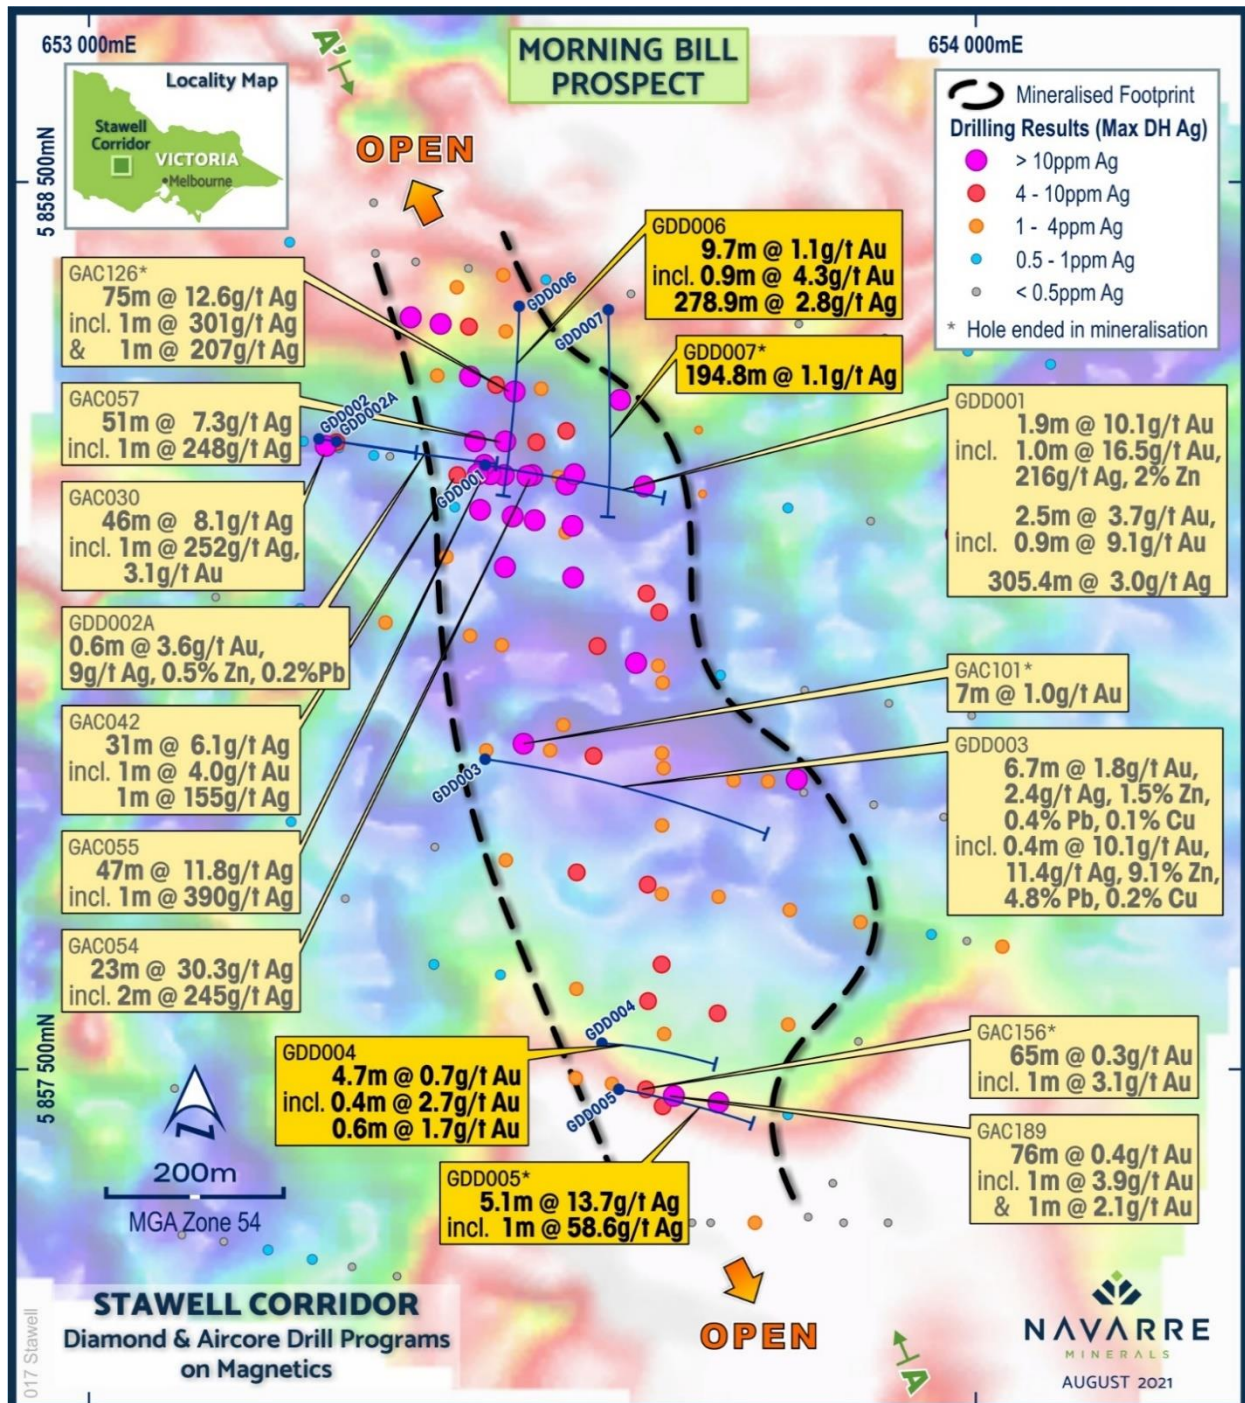 653 000mE
654 000mE
A'
MORNING BILL
PROSPECT
Locality Map
Stawell
Corridor
VICTORIA
Melbourne
Mineralised Footprint
Drilling Results (Max DH Ag)
> 10ppm Ag
4 - 10ppm Ag
1 - 4ppm Ag
0.5 - 1ppm Ag
< 0.5ppm Ag
* Hole ended in mineralisation
5 858 500mN
OPEN
GDD006
9.7m @ 1.1g/t Au
incl. 0.9m @ 4.3g/t Au
278.9m @ 2.8g/t Ag
GAC126*
75m @ 12.6g/t Ag
incl. 1m @ 301g/t Ag
& 1m @ 207g/t Ag
GDD006
GDD007
GDD007*
194.8m @ 1.1g/t Ag
GAC057
51m @ 7.3g/t Ag
incl. 1m @ 248g/t Ag
GDD002
GDD002A
GDD001
GDD001
1.9m @ 10.1g/t Au
incl. 1.0m @ 16.5g/t Au,
216g/t Ag, 2% Zn
2.5m @ 3.7g/t Au,
incl. 0.9m @ 9.1g/t Au
305.4m @ 3.0g/t Ag
GAC030
46m @ 8.1g/t Ag
incl. 1m @ 252g/t Ag,
3.1g/t Au
GDD002A
0.6m @ 3.6g/t Au,
9g/t Ag, 0.5% Zn, 0.2%Pb
GAC101*
7m @ 1.0g/t Au
GAC042
31m @ 6.1g/t Ag
incl. 1m @ 4.0g/t Au
1m @ 155g/t Ag
GDD003
GDD003
6.7m @ 1.8g/t Au,
2.4g/t Ag, 1.5% Zn,
0.4% Pb, 0.1% Cu
incl. 0.4m @ 10.1g/t Au,
11.4g/t Ag, 9.1% Zn,
4.8% Pb, 0.2% Cu
GAC055
47m @ 11.8g/t Ag
incl. 1m @ 390g/t Ag
GAC054
23m @ 30.3g/t Ag
incl. 2m @ 245g/t Ag
GDD004
5 857 500mN
GDD004
4.7m @ 0.7g/t Au
incl. 0.4m @ 2.7g/t Au
0.6m @ 1.7g/t Au
GAC156*
65m @ 0.3g/t Au
incl. 1m @ 3.1g/t Au
GDD005
GAC189
76m @ 0.4g/t Au
incl. 1m @ 3.9g/t Au
& 1m @ 2.1g/t Au
GDD005*
5.1m @ 13.7g/t Ag
incl. 1m @ 58.6g/t Ag
N
200m
MGA Zone 54
OPEN
STAWELL CORRIDOR
Diamond & Aircore Drill Programs
on Magnetics
017 Stawell
A
NAVARRE
MINERALS
AUGUST 2021